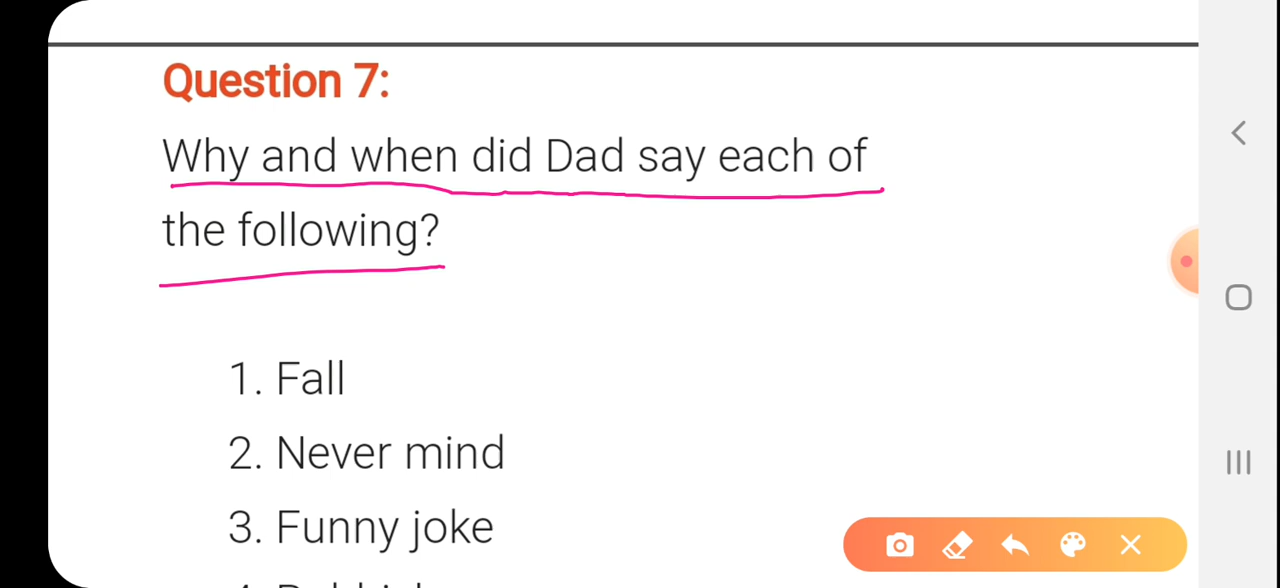 Question 7:
Why and when did Dad say each of
the following?
1. Fall
2. Never mind
3. Funny joke